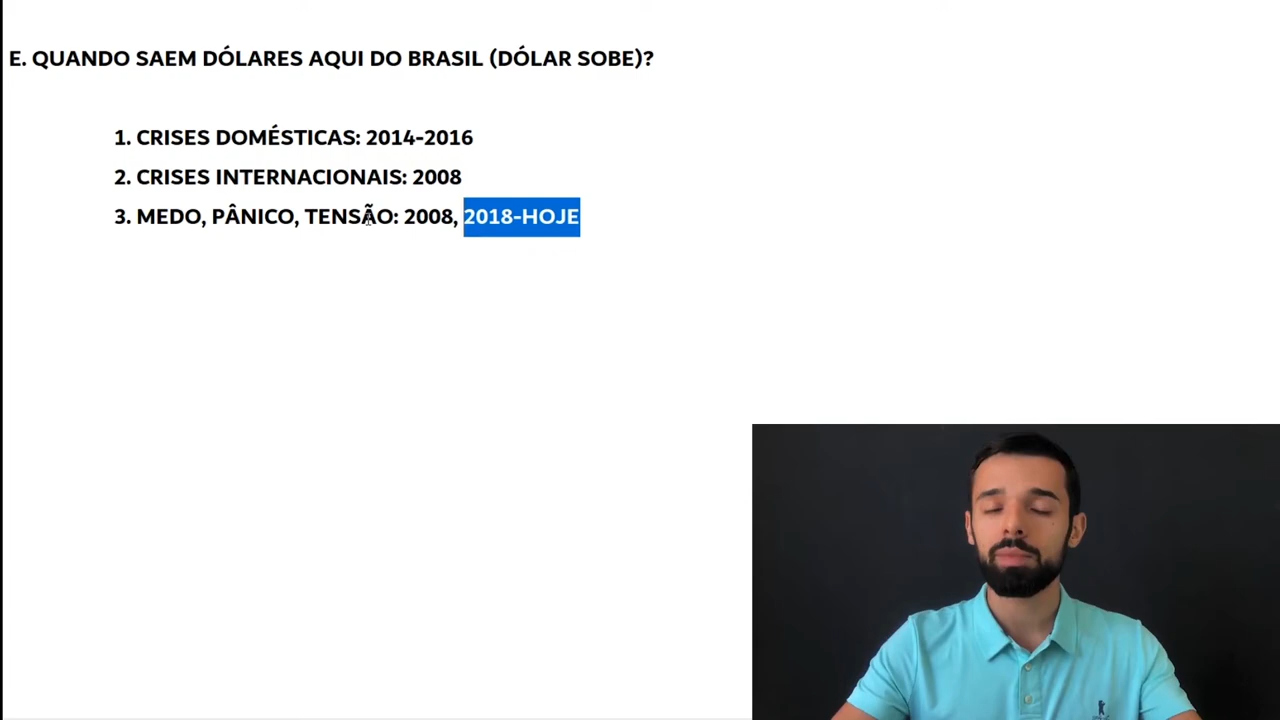 E. QUANDO SAEM DÓLARES AQUI DO BRASIL (DÓLAR SOBE)?
1. CRISES DOMÉSTICAS: 2014-2016
2. CRISES INTERNACIONAIS: 2008
3. MEDO, PÂNICO, TENSÃO: 2008, 2018-HOJE